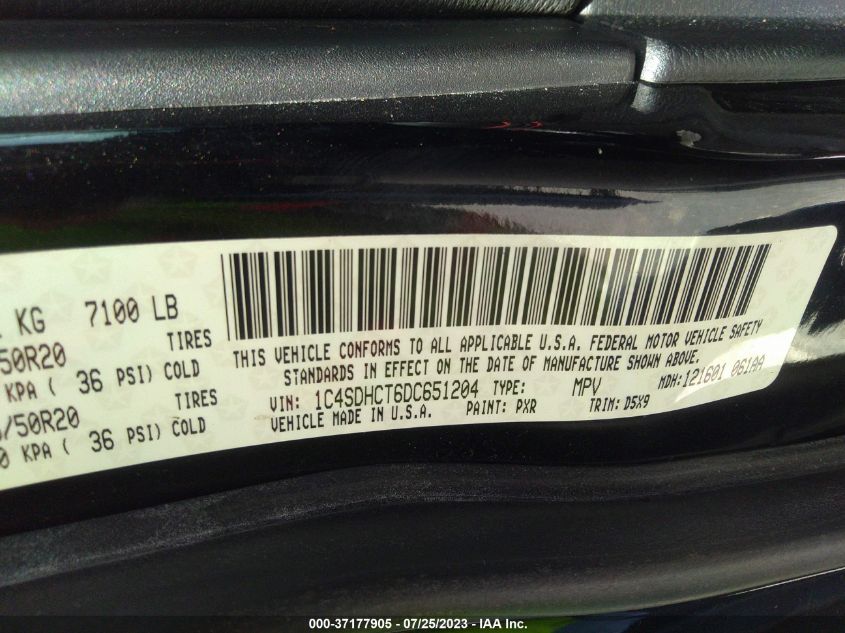 KG 7100 LB
50R20 TIRES
KPA ( 36 PSI) COLD
/50R20 TIRES
0 KPA ( 36 PSI) COLD
THIS VEHICLE CONFORMS TO ALL APPLICABLE U.S.A. FEDERAL MOTOR VEHICLE SAFETY
STANDARDS IN EFFECT ON THE DATE OF MANUFACTURE SHOWN ABOVE.
VIN: 1C4SDHCT6DC651204 TYPE: MPV MDH:121601 061AA
VEHICLE MADE IN U.S.A. PAINT: PXR TRIM: D5X9
000-37177905 - 07/25/2023 - IAA Inc.